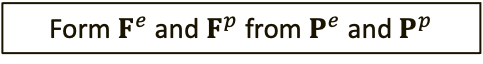 Form 𝐅ᵉ and 𝐅ᵖ from 𝐏ᵉ and 𝐏ᵖ